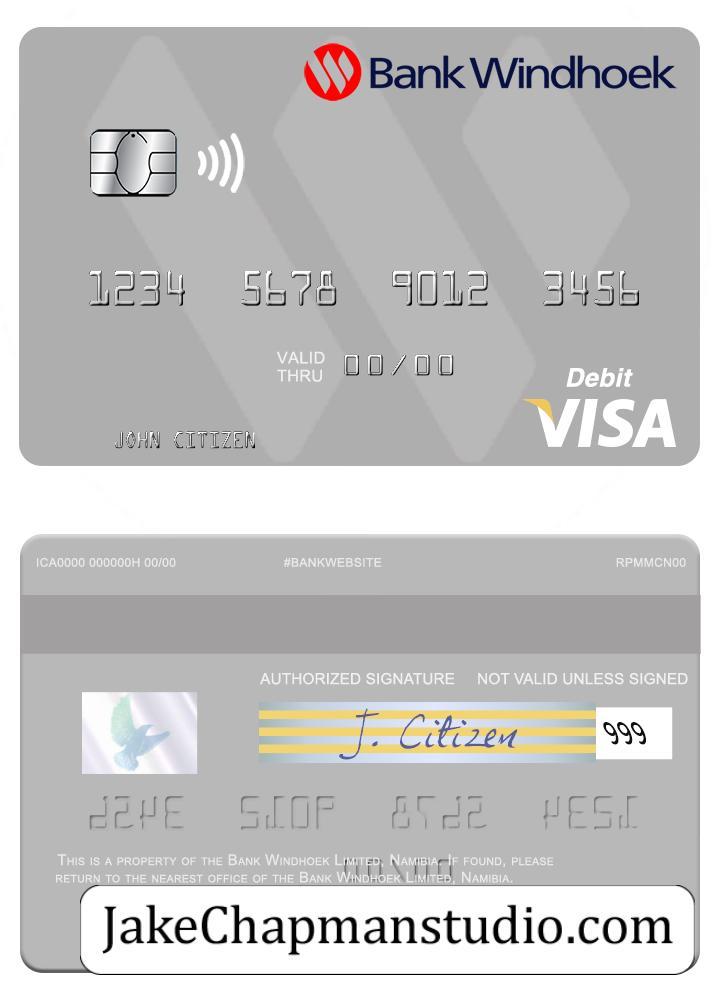 Bank Windhoek
1234 5678 9012 3456
VALID
THRU 00/00
Debit
VISA
JOHN CITIZEN
ICA0000 000000H 00/00 #BANKWEBSITE RPMMCN00
AUTHORIZED SIGNATURE NOT VALID UNLESS SIGNED
J. Citizen 999
THIS IS A PROPERTY OF THE BANK WINDHOEK LIMITED, NAMIBIA. IF FOUND, PLEASE
RETURN TO THE NEAREST OFFICE OF THE BANK WINDHOEK LIMITED, NAMIBIA.
JakeChapmanstudio.com